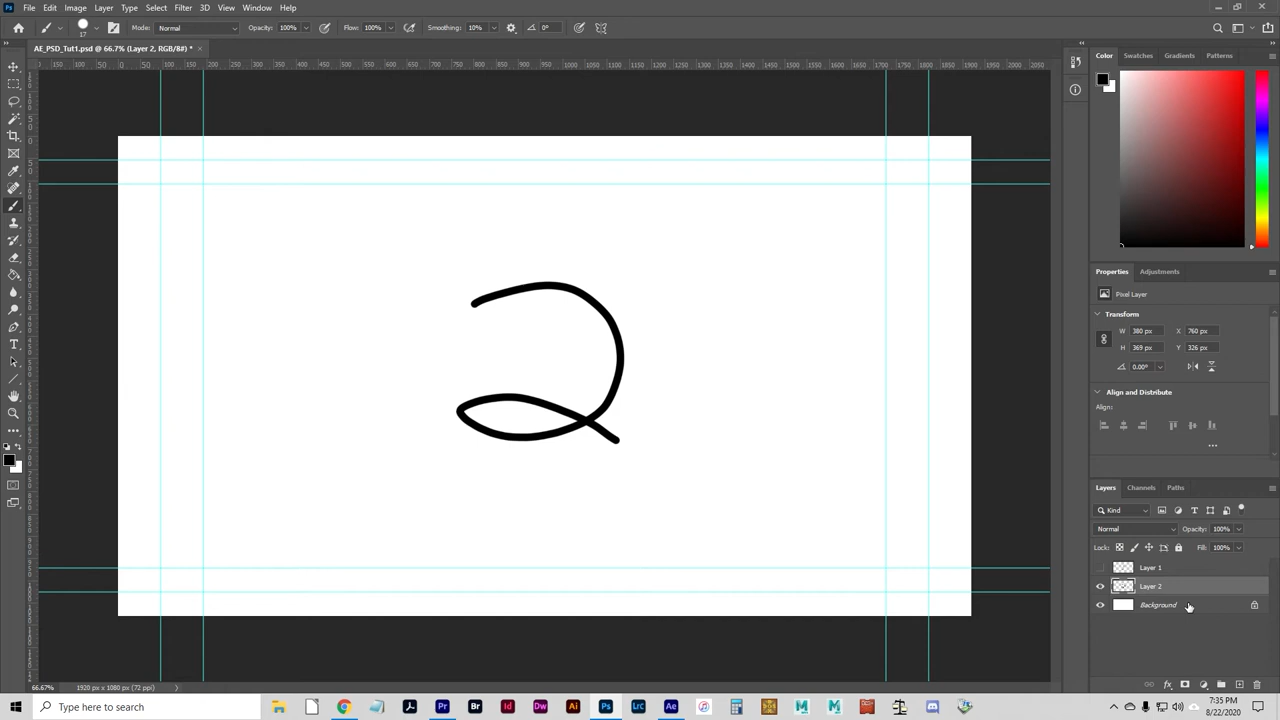 File Edit Image Layer Type Select Filter 3D View Window Help
17 Mode: Normal Opacity: 100% Flow: 100% Smoothing: 10% 0°
AE_PSD_Tut1.psd @ 66.7% (Layer 2, RGB/8#) *
Color Swatches Gradients Patterns
Properties Adjustments
Pixel Layer
Transform
W 380 px X 760 px
H 369 px Y 326 px
0.00°
Align and Distribute
Align:
2
Layers Channels Paths
Kind
Normal Opacity: 100%
Lock: Fill: 100%
Layer 1
Layer 2
Background
66.67% 1920 px x 1080 px (72 ppi)
Type here to search
7:35 PM
8/22/2020